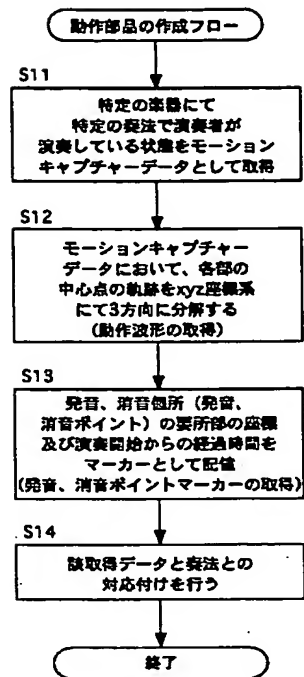 動作部品の作成フロー
S11
特定の楽器にて
特定の奏法で演奏者が
演奏している状態をモーション
キャプチャーデータとして取得
S12
モーションキャプチャー
データにおいて、各部の
中心点の軌跡をxyz座標系
にて3方向に分解する
(動作波形の取得)
S13
発音、消音個所（発音、
消音ポイント）の要所部の座標
及び演奏開始からの経過時間を
マーカーとして記憶
(発音、消音ポイントマーカーの取得)
S14
該取得データと奏法との
対応付けを行う
終了